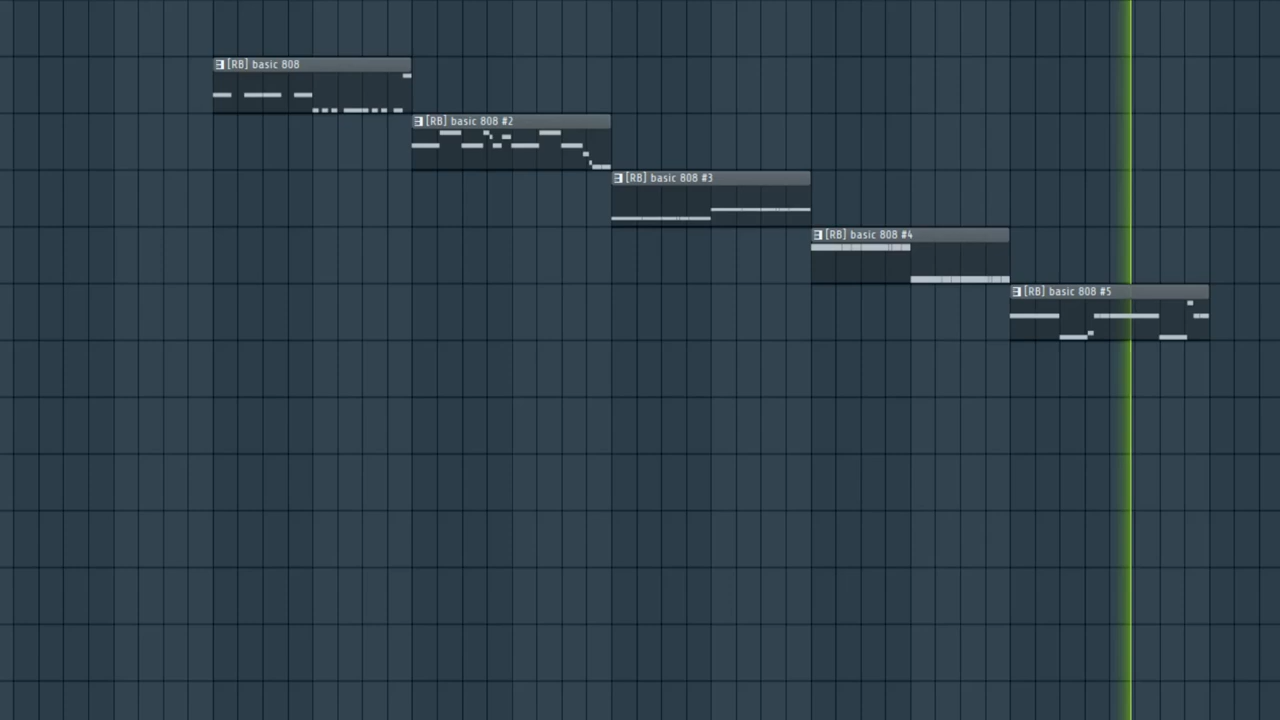 [RB] basic 808
[RB] basic 808 #2
[RB] basic 808 #3
[RB] basic 808 #4
[RB] basic 808 #5